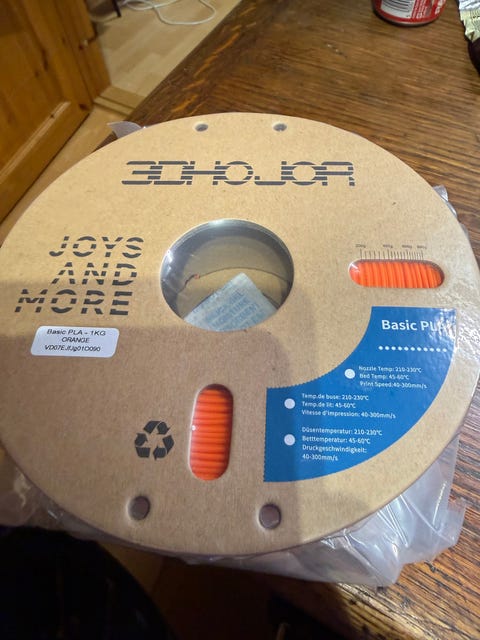 3DHOJOR
JOYS
AND
MORE
Basic PLA - 1KG
ORANGE
Basic PLA
Nozzle Temp: 210-230℃
Bed Temp: 45-60℃
Print Speed:40-300mm/s
Temp.de buse: 210-230℃
Temp.de lit: 45-60℃
Vitesse d'impression: 40-300mm/s
Düsentemperatur: 210-230℃
Betttemperatur: 45-60℃
Druckgeschwindigkeit:
40-300mm/s